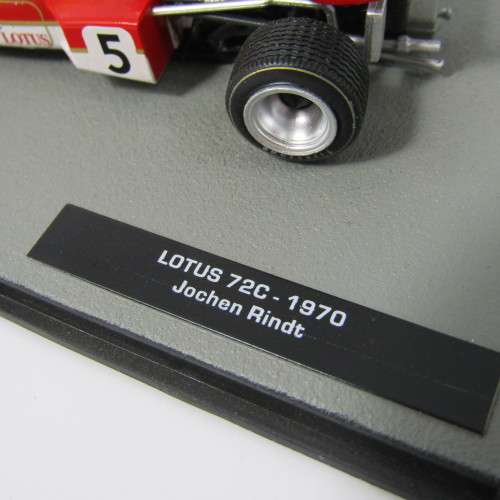 LOTUS
5
LOTUS 72C - 1970
Jochen Rindt